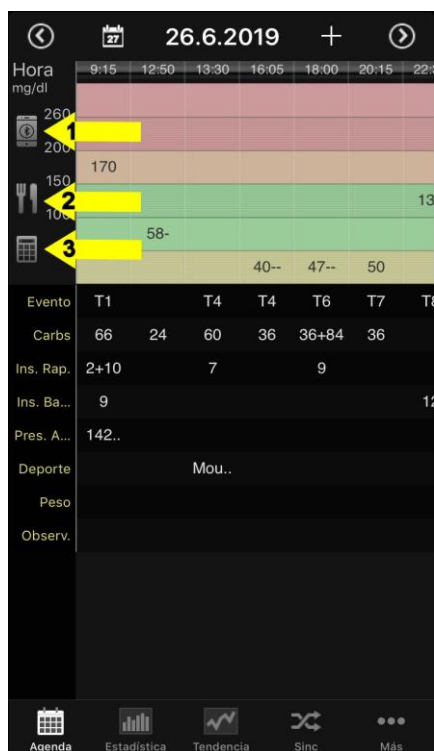 27 26.6.2019 +
Hora 9:15 12:50 13:30 16:05 18:00 20:15
mg/dl
260
1
200
170
150
2
100
3
58-
40-- 47-- 50
Evento T1 T4 T4 T6 T7
Carbs 66 24 60 36 36+84 36
Ins. Rap. 2+10 7 9
Ins. Ba... 9
Pres. A... 142..
Deporte Mou..
Peso
Observ.
Agenda Estadística Tendencia Sinc Más